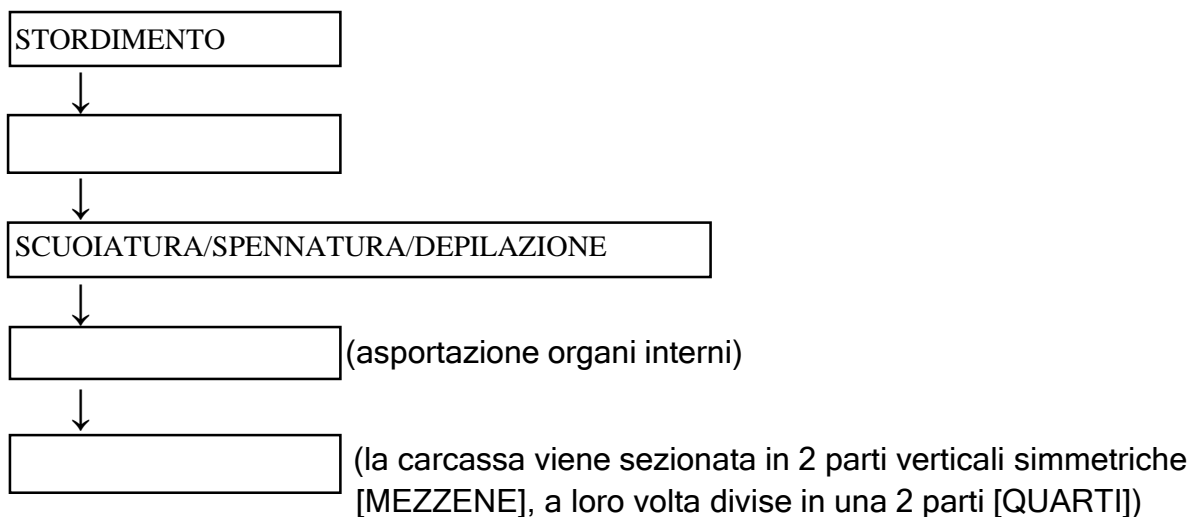 STORDIMENTO
SCUOIATURA/SPENNATURA/DEPILAZIONE
(asportazione organi interni)
(la carcassa viene sezionata in 2 parti verticali simmetriche
[MEZZENE], a loro volta divise in una 2 parti [QUARTI])